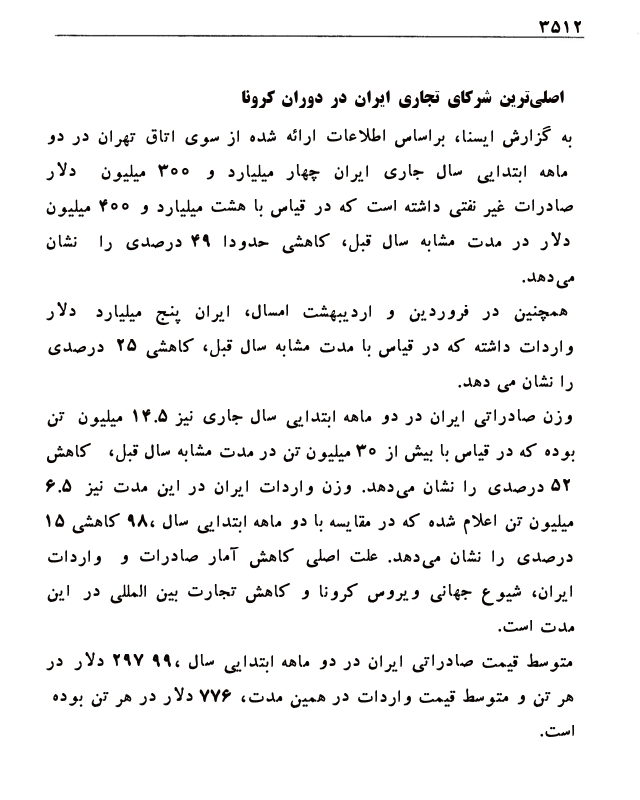 ۳۵۱۲
اصلی‌ترین شرکای تجاری ایران در دوران کرونا
به گزارش ایسنا، براساس اطلاعات ارائه شده از سوی اتاق تهران در دو
ماهه ابتدایی سال جاری ایران چهار میلیارد و ۳۰۰ میلیون دلار
صادرات غیر نفتی داشته است که در قیاس با هشت میلیارد و ۴۰۰ میلیون
دلار در مدت مشابه سال قبل، کاهشی حدودا ۴۹ درصدی را نشان
می‌دهد.
همچنین در فروردین و اردیبهشت امسال، ایران پنج میلیارد دلار
واردات داشته که در قیاس با مدت مشابه سال قبل، کاهشی ۲۵ درصدی
را نشان می دهد.
وزن صادراتی ایران در دو ماهه ابتدایی سال جاری نیز ۱۴.۵ میلیون تن
بوده که در قیاس با بیش از ۳۰ میلیون تن در مدت مشابه سال قبل، کاهش
۵۲ درصدی را نشان می‌دهد. وزن واردات ایران در این مدت نیز ۶.۵
میلیون تن اعلام شده که در مقایسه با دو ماهه ابتدایی سال ۹۸، کاهشی ۱۵
درصدی را نشان می‌دهد. علت اصلی کاهش آمار صادرات و واردات
ایران، شیوع جهانی ویروس کرونا و کاهش تجارت بین المللی در این
مدت است.
متوسط قیمت صادراتی ایران در دو ماهه ابتدایی سال ۹۹، ۲۹۷ دلار در
هر تن و متوسط قیمت واردات در همین مدت، ۷۷۶ دلار در هر تن بوده
است.